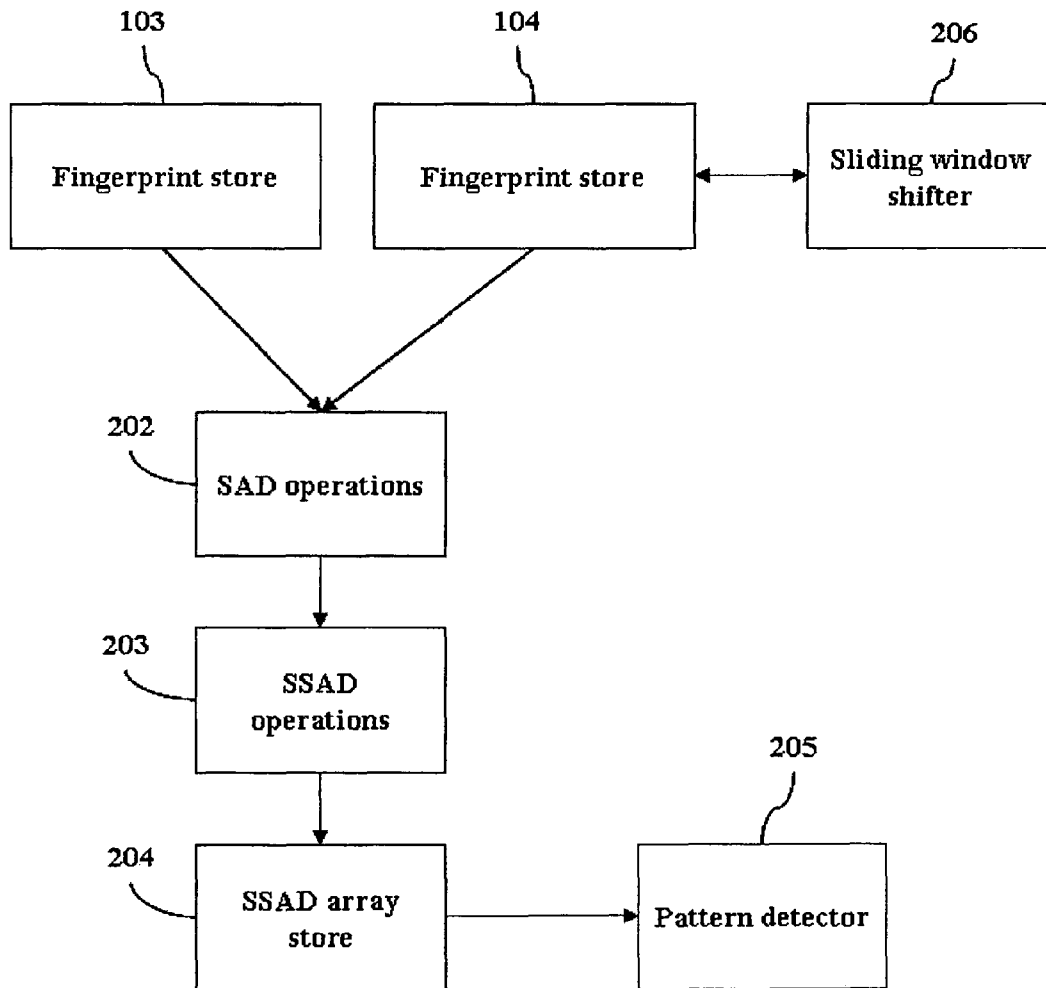 103
104
206
Fingerprint store
Fingerprint store
Sliding window
shifter
202
SAD operations
203
SSAD
operations
205
204
SSAD array
store
Pattern detector